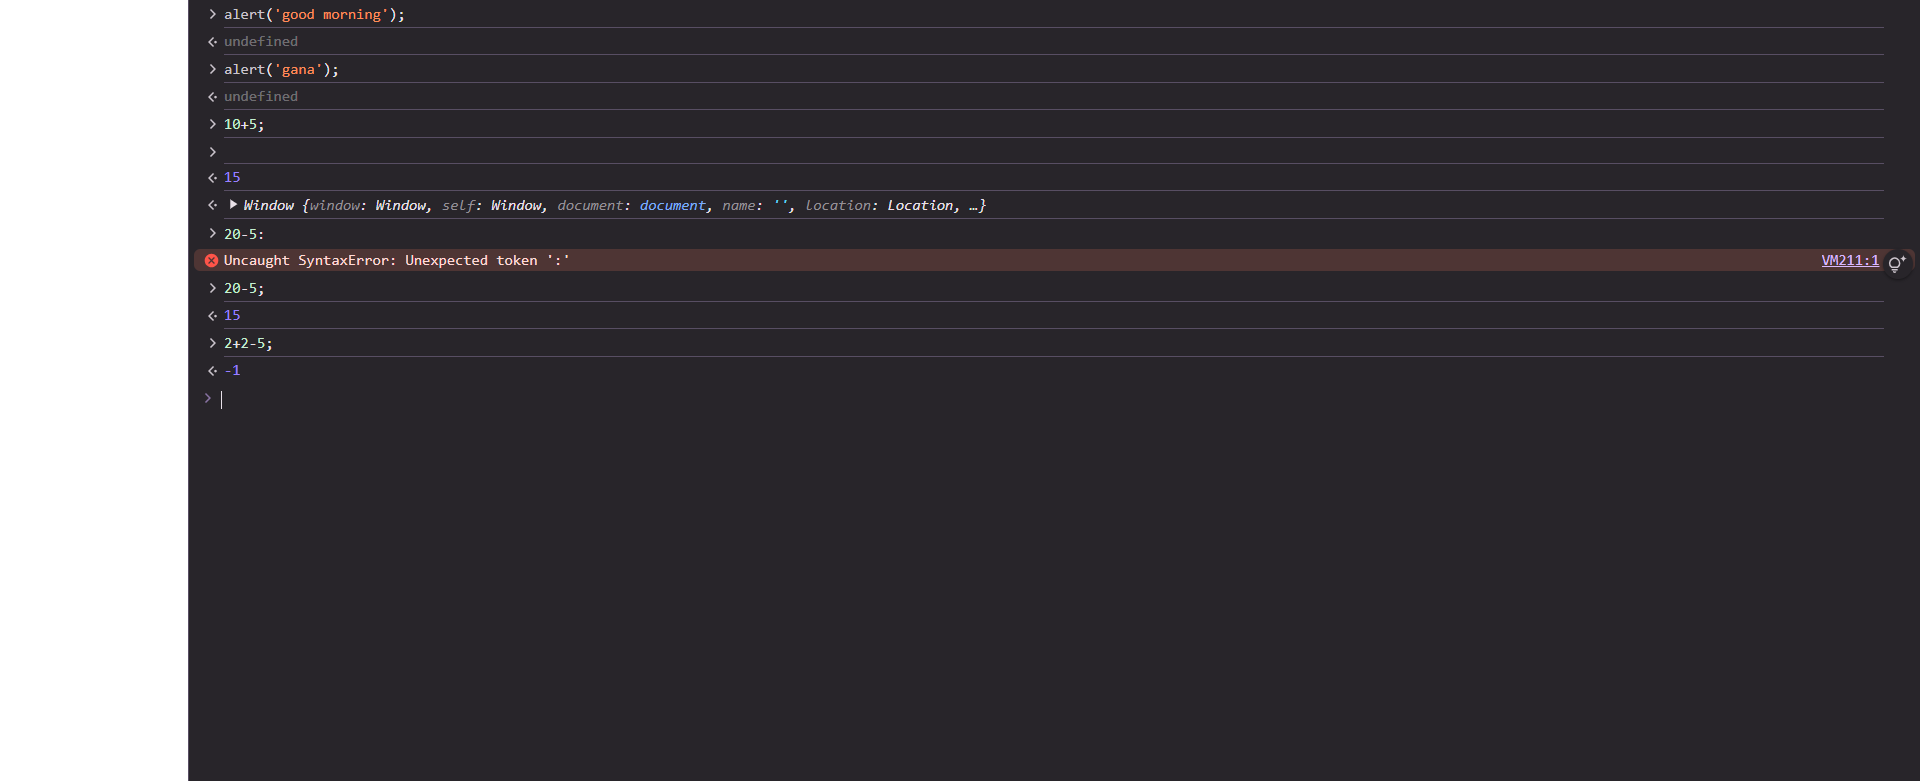 alert('good morning');
undefined
alert('gana');
undefined
10+5;
15
Window {window: Window, self: Window, document: document, name: '', location: Location, …}
20-5:
Uncaught SyntaxError: Unexpected token ':' VM211:1
20-5;
15
2+2-5;
-1